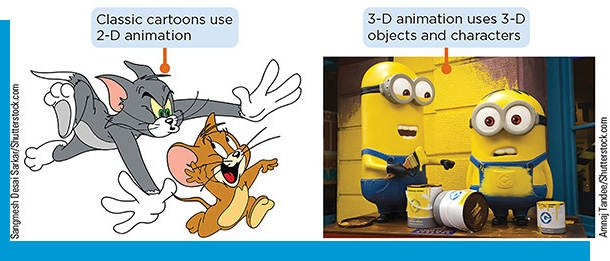 Classic cartoons use
2-D animation
3-D animation uses 3-D
objects and characters
Sangmesh Desai Sarkar/Shutterstock.com
Amnaj Tandee/Shutterstock.com